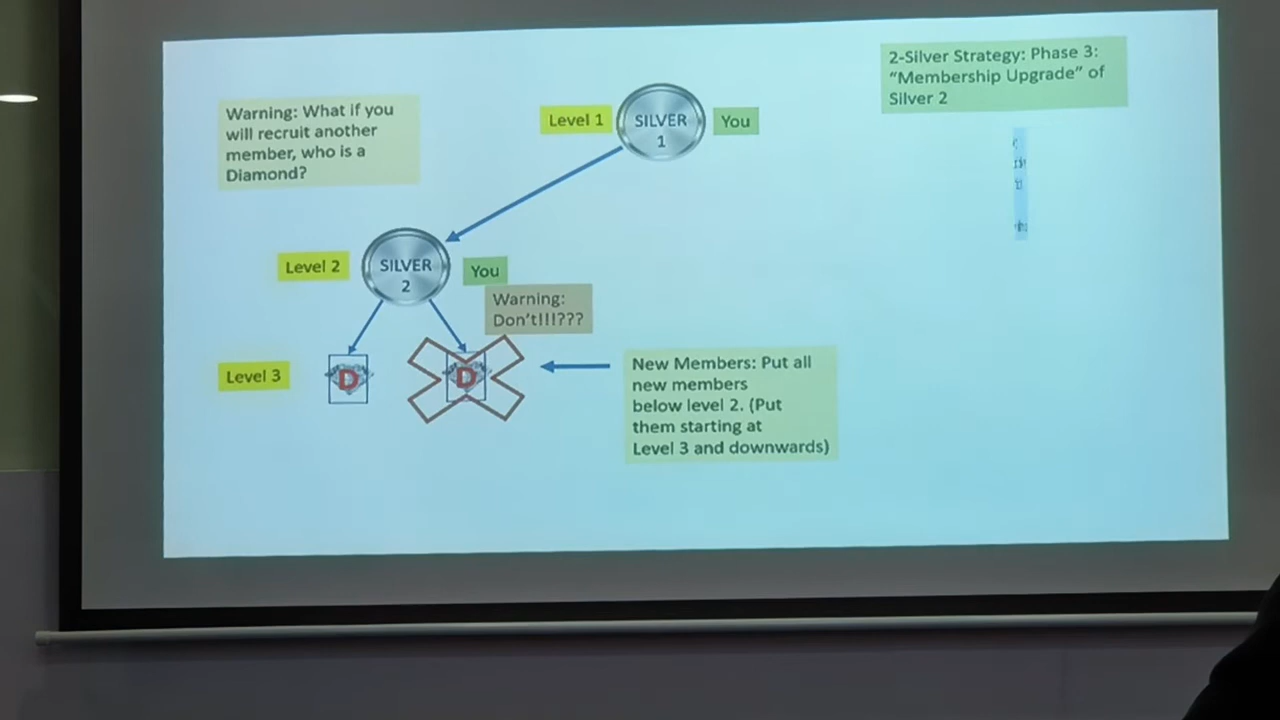 2-Silver Strategy: Phase 3:
"Membership Upgrade" of
Silver 2
Warning: What if you
will recruit another
member, who is a
Diamond?
Level 1
SILVER
1
You
Level 2
SILVER
2
You
Warning:
Don't!!!???
Level 3
D
D
New Members: Put all
new members
below level 2. (Put
them starting at
Level 3 and downwards)